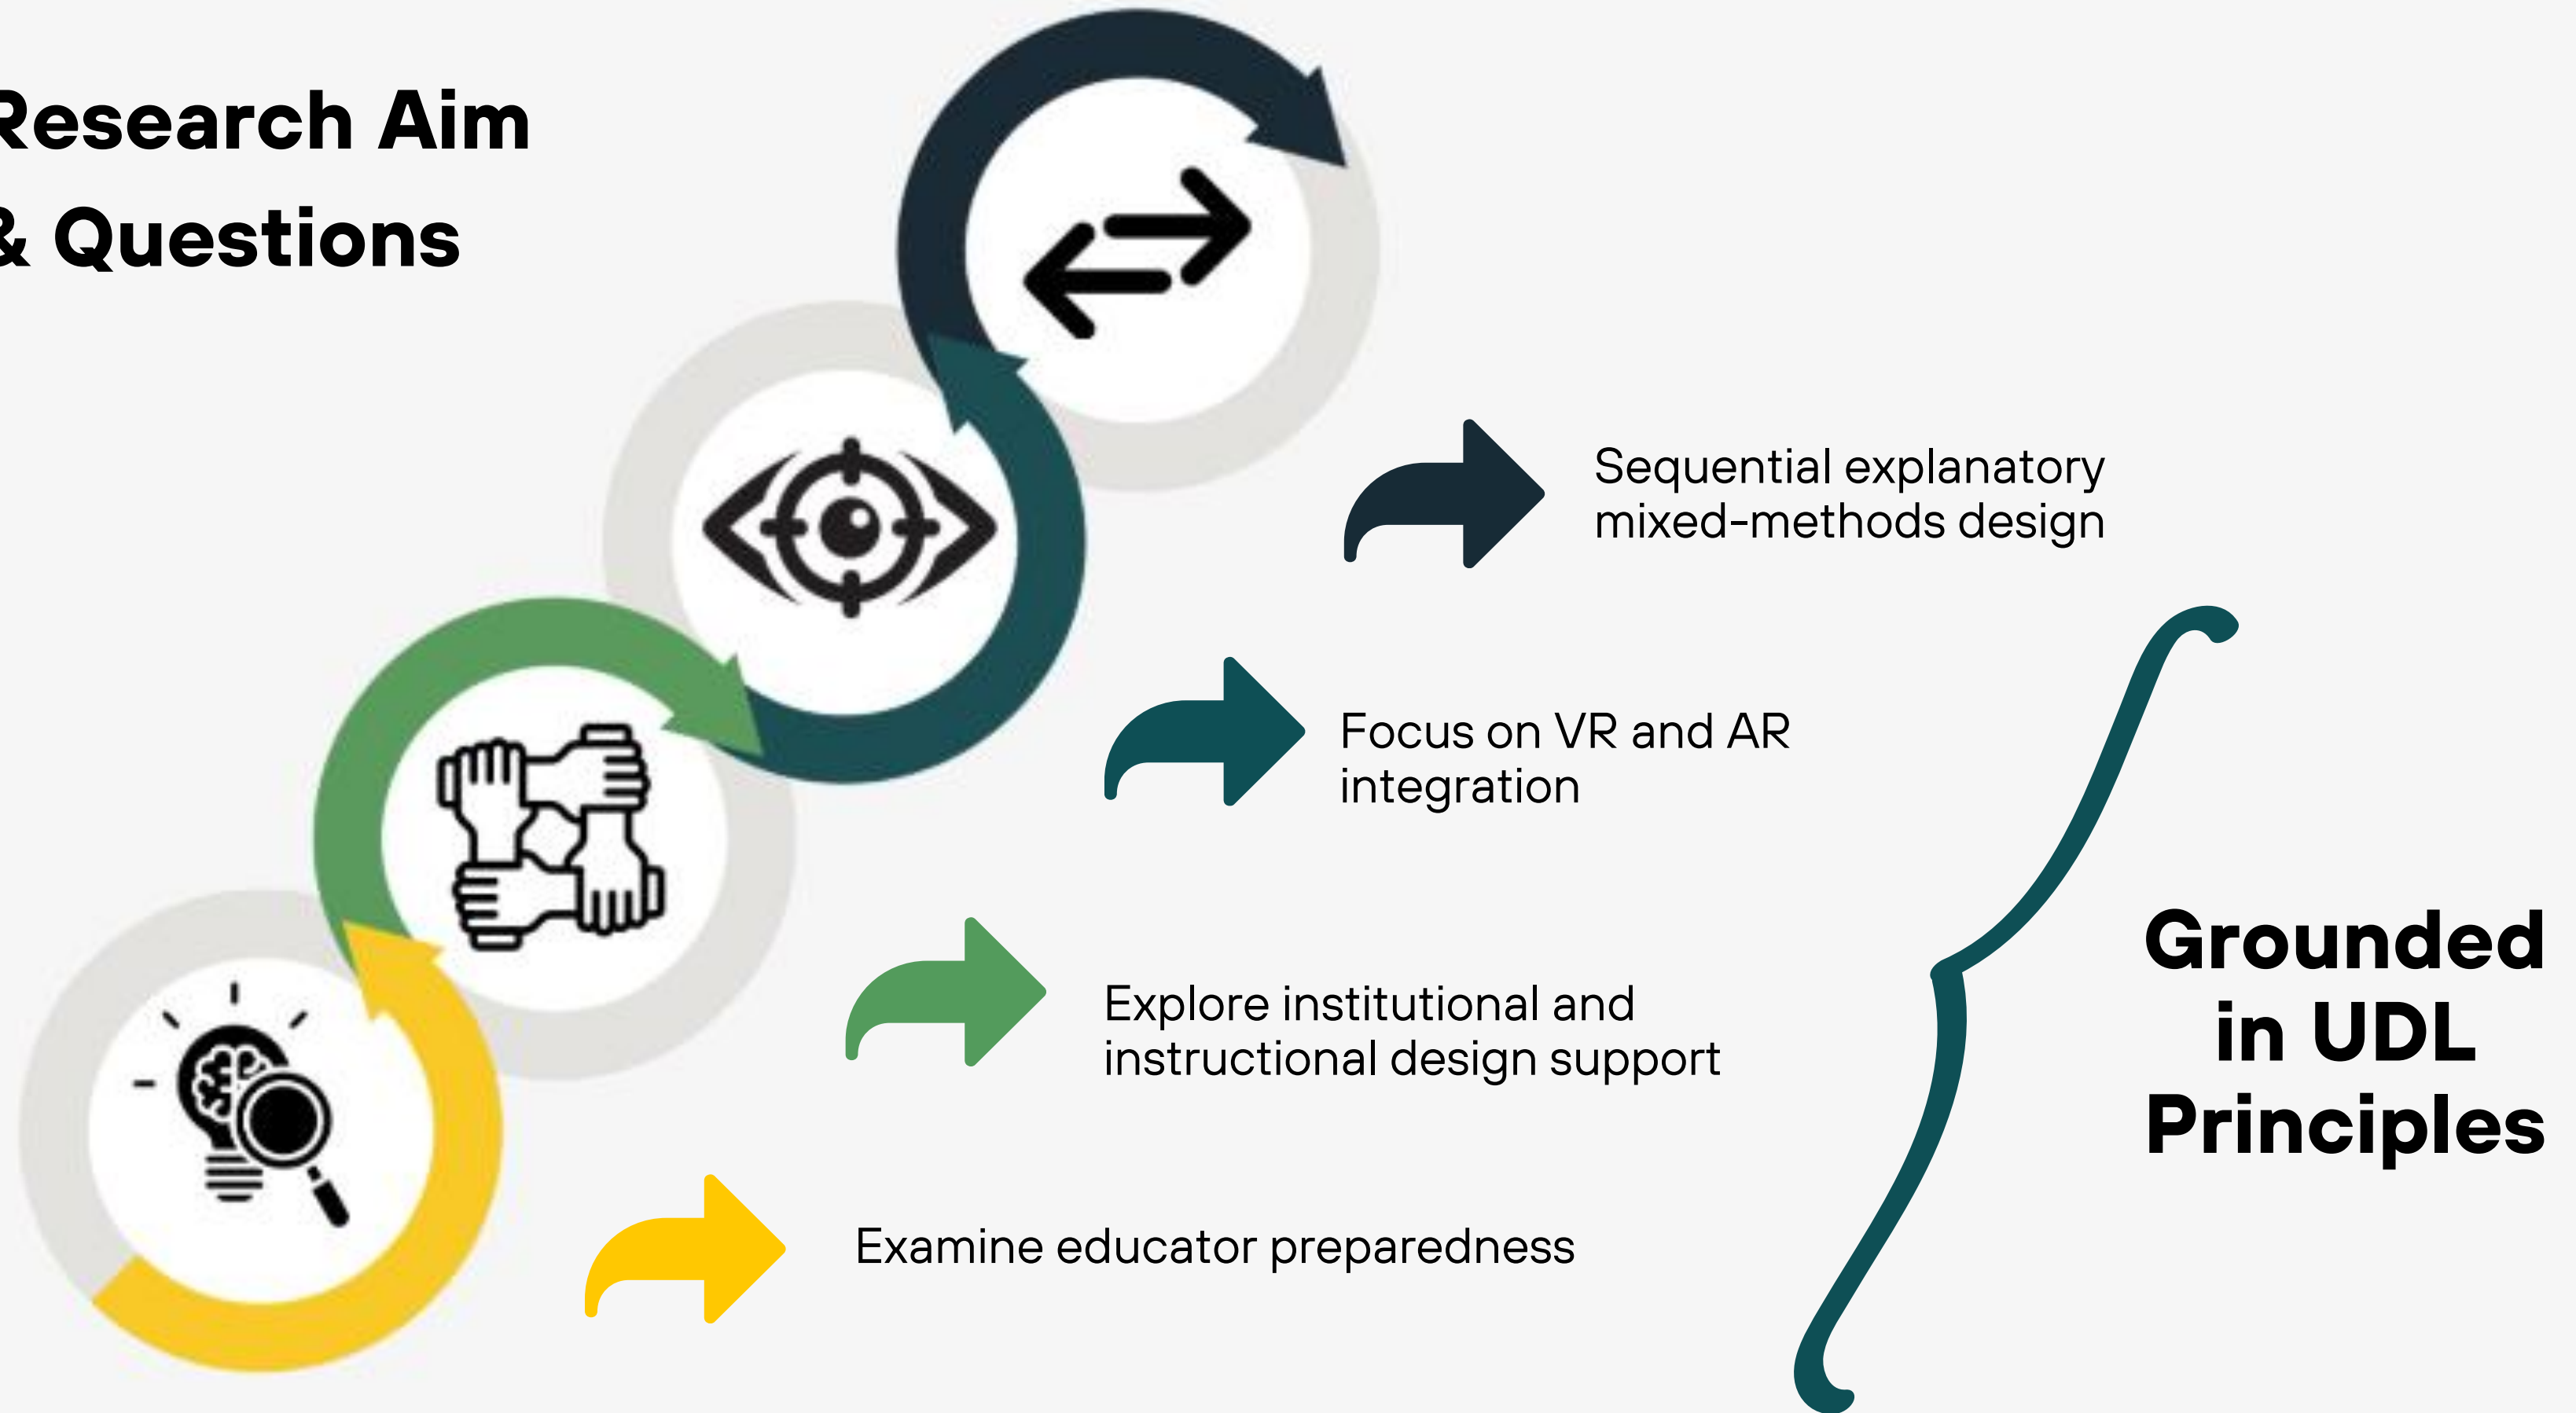 Research Aim
& Questions
Sequential explanatory
mixed-methods design
Focus on VR and AR
integration
Explore institutional and
instructional design support
Examine educator preparedness
Grounded
in UDL
Principles